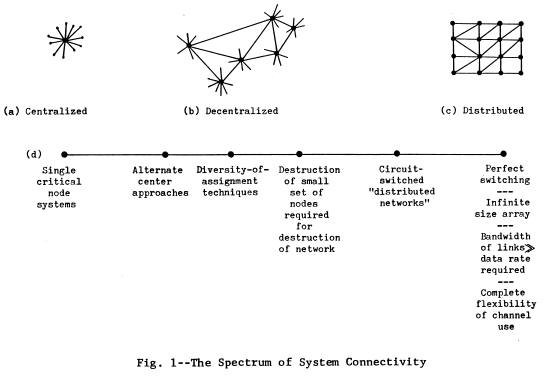 (a) Centralized
(b) Decentralized
(c) Distributed
(d)
Single
critical
node
systems
Alternate
center
approaches
Diversity-of-
assignment
techniques
Destruction
of small
set of
nodes
required
for
destruction
of network
Circuit-
switched
"distributed
networks"
Perfect
switching
---
Infinite
size array
---
Bandwidth
of links≫
data rate
required
---
Complete
flexibility
of channel
use
Fig. 1--The Spectrum of System Connectivity